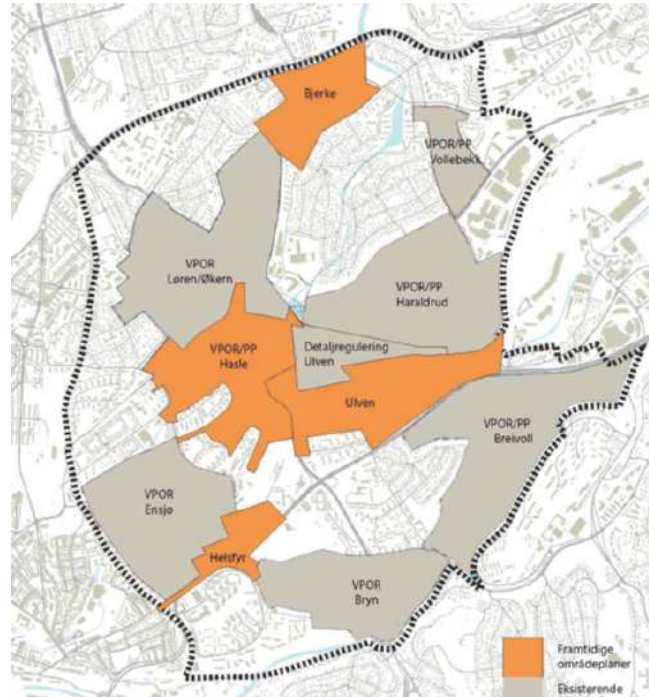 Bjerke
VPOR/PP
Vollebekk
VPOR
Løren/Økern
VPOR/PP
Haraldrud
VPOR/PP
Hasle
Detaljregulering
Ulven
Ulven
VPOR/PP
Breivoll
VPOR
Ensjø
Helsfyr
VPOR
Bryn
Framtidige
områdeplaner
Eksisterende